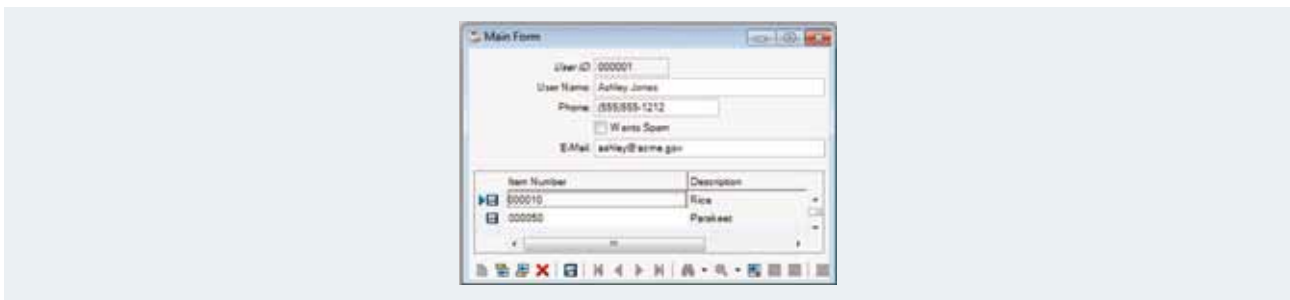 Main Form
User ID 000001
User Name Ashley Jones
Phone (555)555-1212
Wants Spam
E-Mail ashley@acme.gov
Item Number Description
000010 Rice
000050 Parakeet